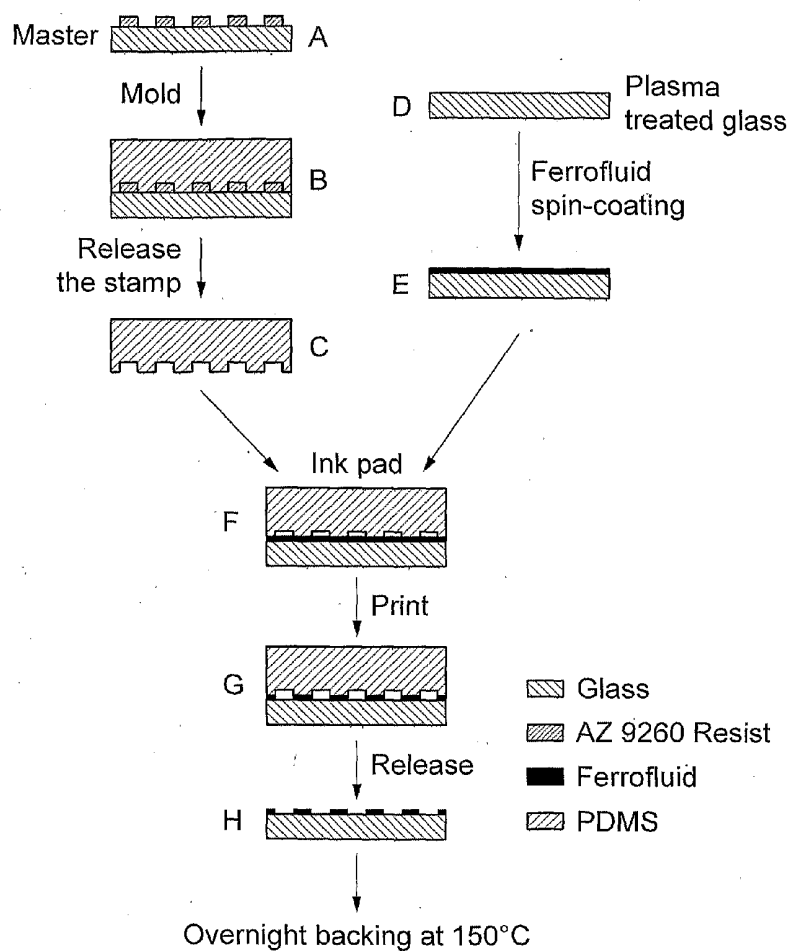 Master
A
Mold
B
Release
the stamp
C
D
Plasma
treated glass
Ferrofluid
spin-coating
E
Ink pad
F
Print
G
Release
H
Glass
AZ 9260 Resist
Ferrofluid
PDMS
Overnight backing at 150°C